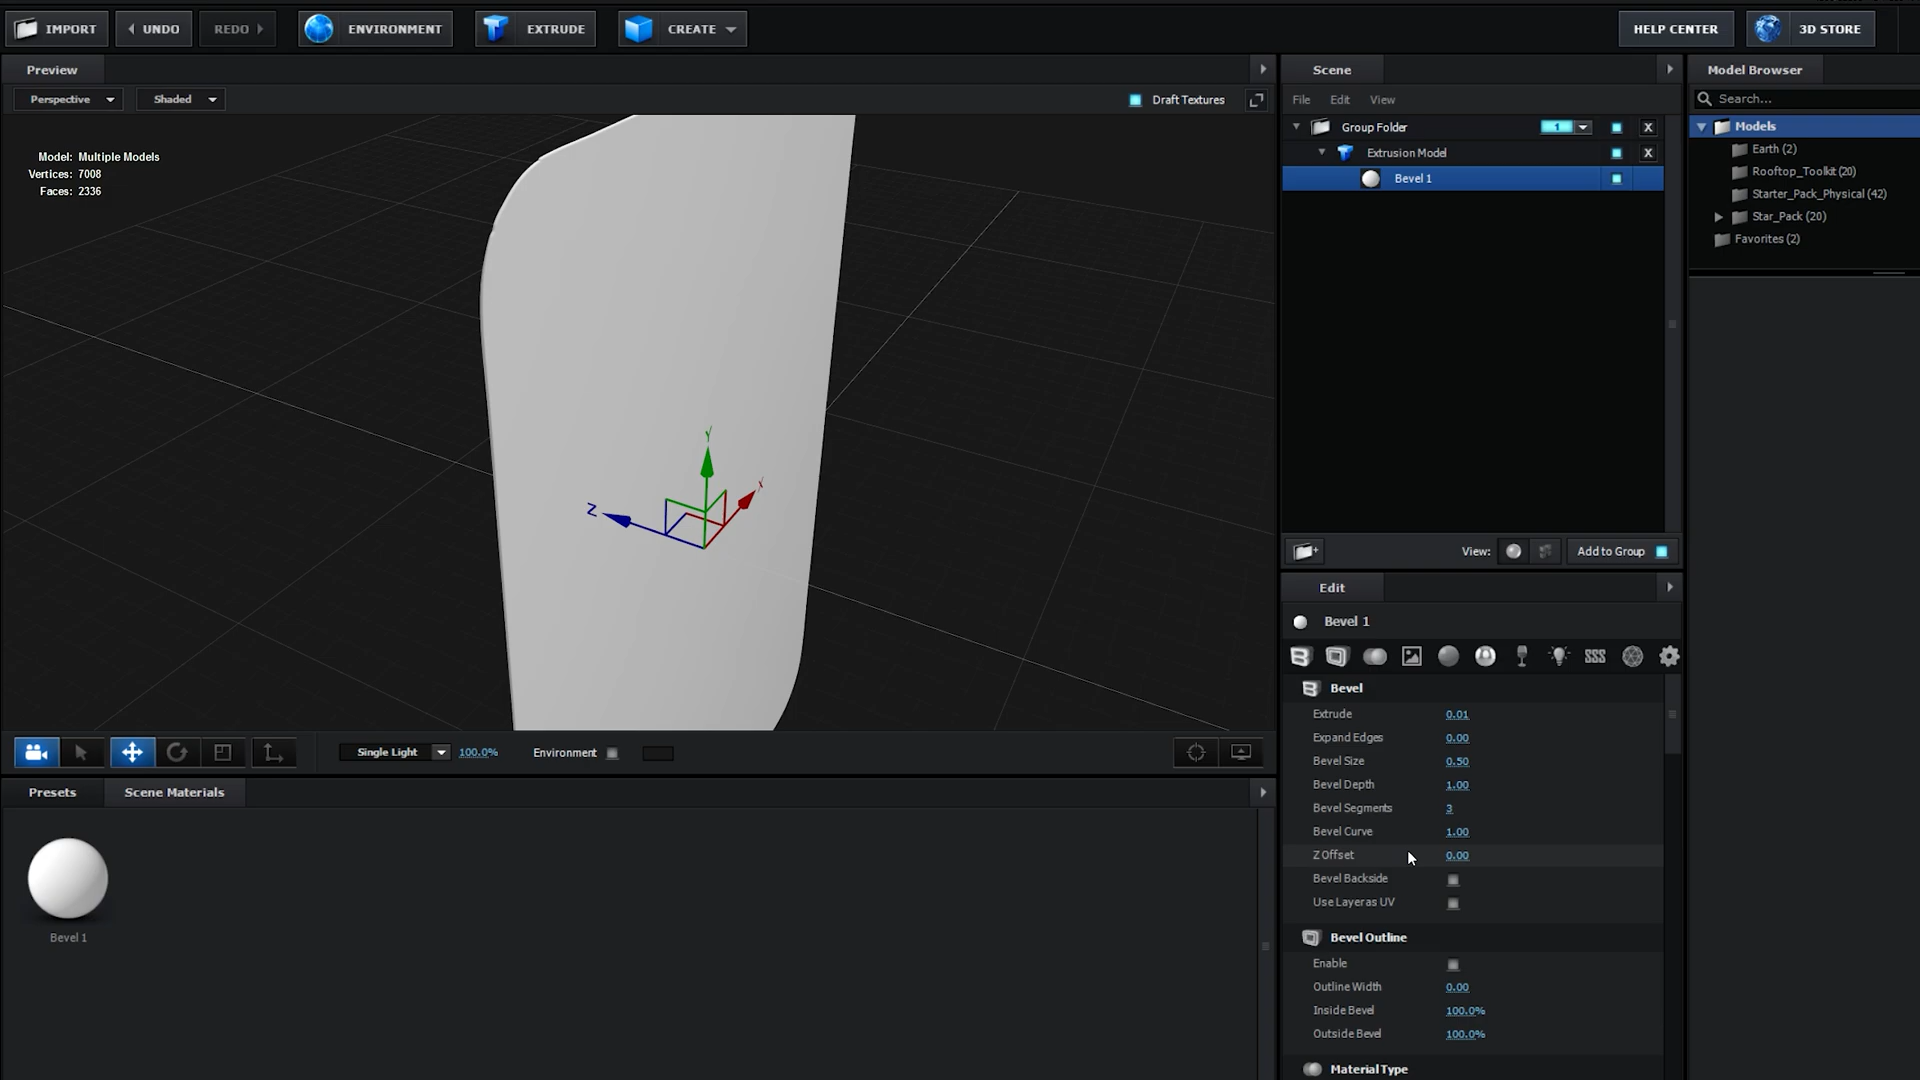 IMPORT
UNDO
REDO
ENVIRONMENT
EXTRUDE
CREATE
HELP CENTER
3D STORE
Preview
Scene
Model Browser
Perspective
Shaded
Draft Textures
File Edit View
Search...
Model: Multiple Models
Vertices: 7008
Faces: 2336
Group Folder
1
X
Extrusion Model
X
Bevel 1
Models
Earth (2)
Rooftop_Toolkit (20)
Starter_Pack_Physical (42)
Star_Pack (20)
Favorites (2)
Y
X
Z
View:
Add to Group
Edit
Bevel 1
Bevel
Extrude 0.01
Expand Edges 0.00
Bevel Size 0.50
Bevel Depth 1.00
Bevel Segments 3
Bevel Curve 1.00
Z Offset 0.00
Bevel Backside
Use Layer as UV
Bevel Outline
Enable
Outline Width 0.00
Inside Bevel 100.0%
Outside Bevel 100.0%
Material Type
Single Light
100.0%
Environment
Presets
Scene Materials
Bevel 1